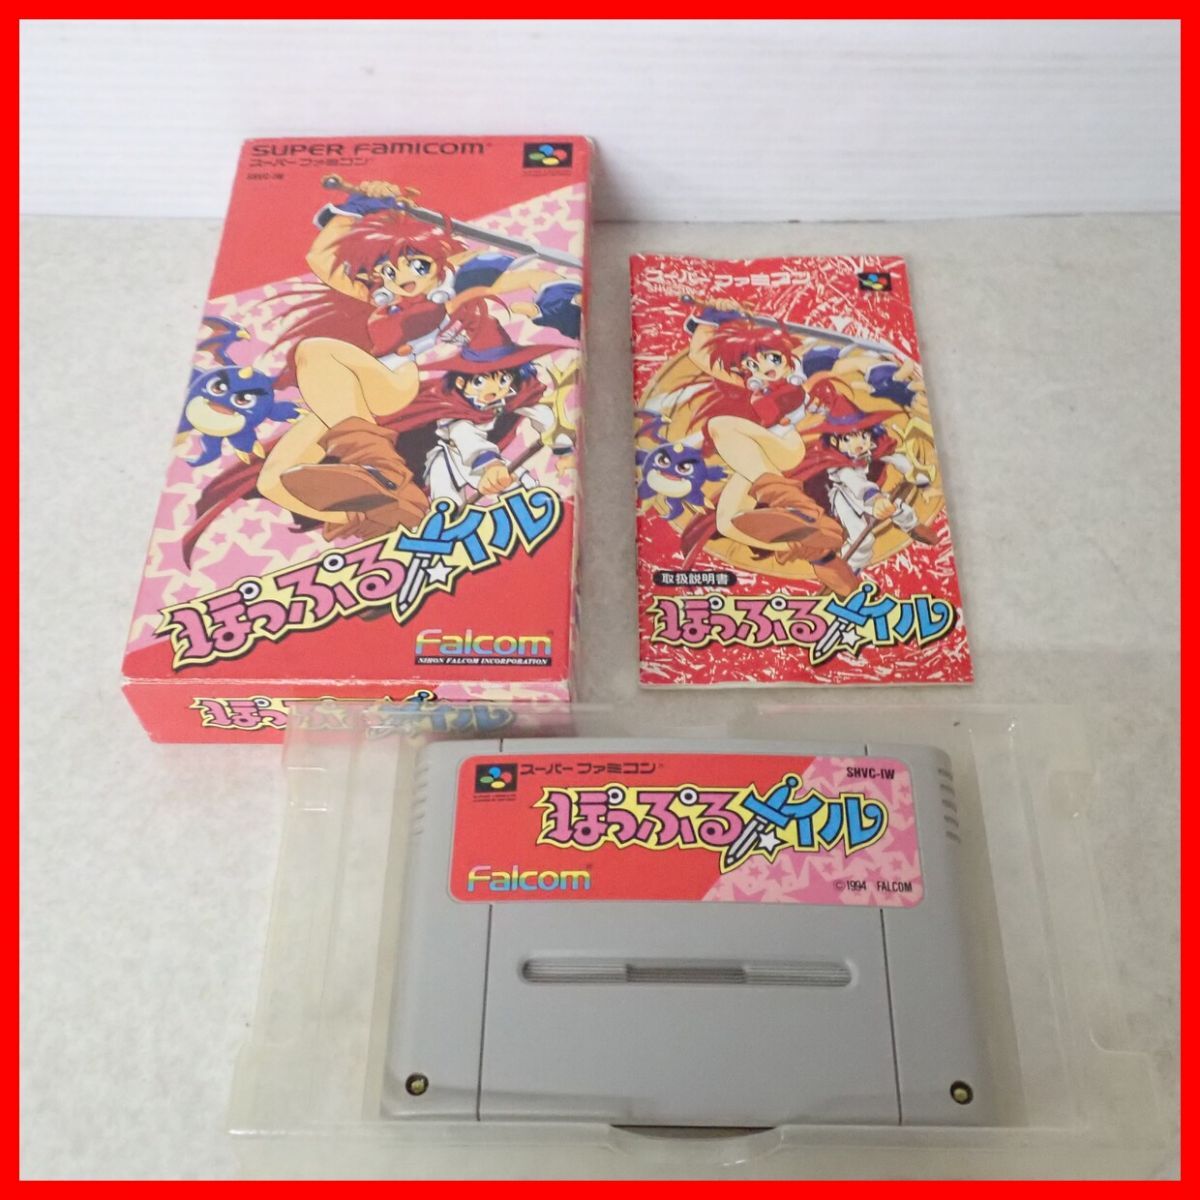 SUPER FAMICOM
スーパーファミコン
SHVC-IW
ぽっぷるメイル
Falcom
NIHON FALCOM INCORPORATION
ぽっぷるメイル
スーパーファミコン
取扱説明書
ぽっぷるメイル
スーパーファミコン
SHVC-IW
ぽっぷるメイル
Falcom
©1994 FALCOM